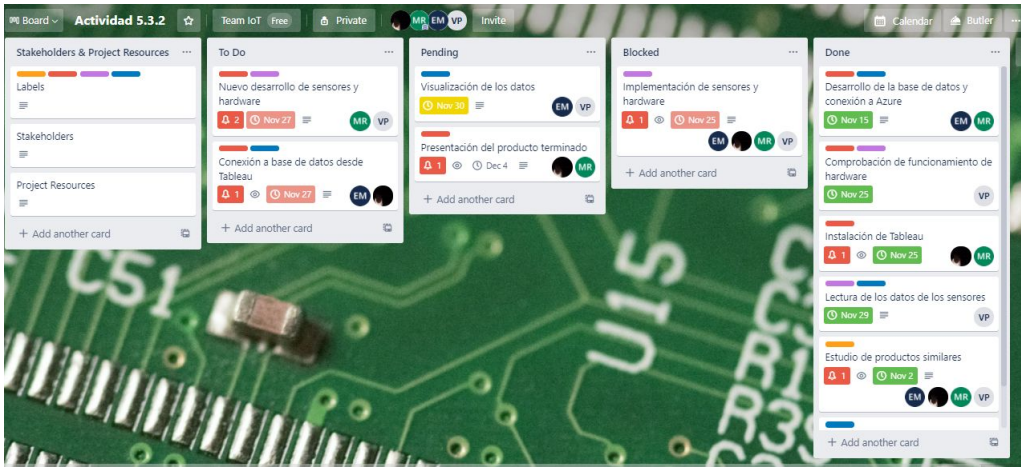 Board
Actividad 5.3.2
Team IoT Free
Private
MR EM VP
Invite
Calendar
Butler
Stakeholders & Project Resources
Labels
Stakeholders
Project Resources
+ Add another card
To Do
Nuevo desarrollo de sensores y
hardware
2 Nov 27
MR VP
Conexión a base de datos desde
Tableau
1 Nov 27
EM
+ Add another card
Pending
Visualización de los datos
Nov 30
EM VP
Presentación del producto terminado
1 Dec 4
MR
+ Add another card
Blocked
Implementación de sensores y
hardware
1 Nov 25
EM MR VP
+ Add another card
Done
Desarrollo de la base de datos y
conexión a Azure
Nov 15
EM MR
Comprobación de funcionamiento de
hardware
Nov 25
VP
Instalación de Tableau
1 Nov 25
MR
Lectura de los datos de los sensores
Nov 29
VP
Estudio de productos similares
1 Nov 2
EM MR VP
+ Add another card
C51
U15